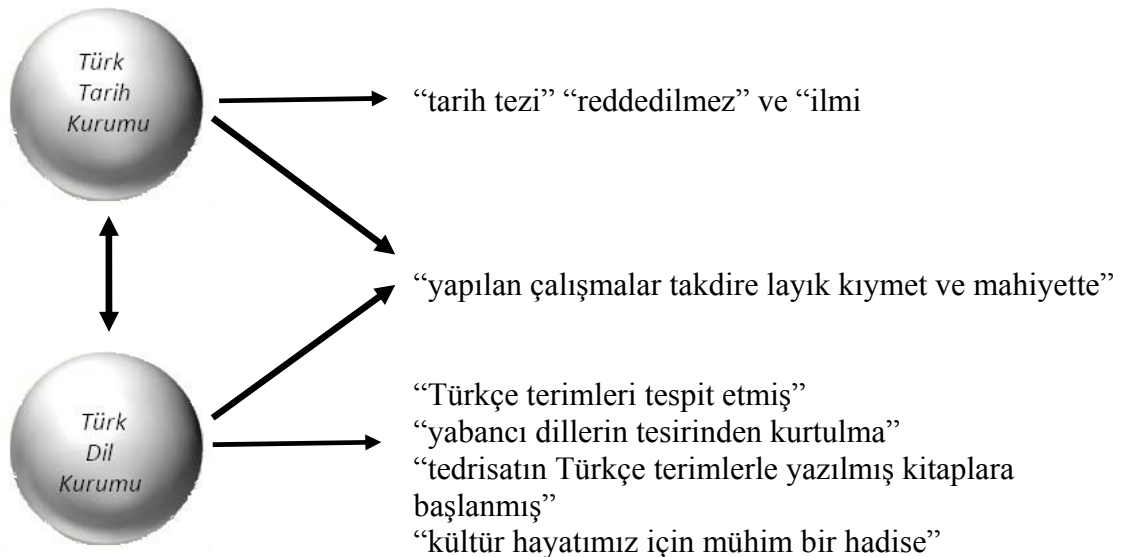 Türk
Tarih
Kurumu
“tarih tezi” “reddedilmez” ve “ilmi
“yapılan çalışmalar takdire layık kıymet ve mahiyette”
Türk
Dil
Kurumu
“Türkçe terimleri tespit etmiş”
“yabancı dillerin tesirinden kurtulma”
“tedrisatın Türkçe terimlerle yazılmış kitaplara
başlanmış”
“kültür hayatımız için mühim bir hadise”